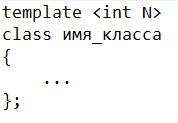 template <int N>
class имя_класса
{
    ...
};